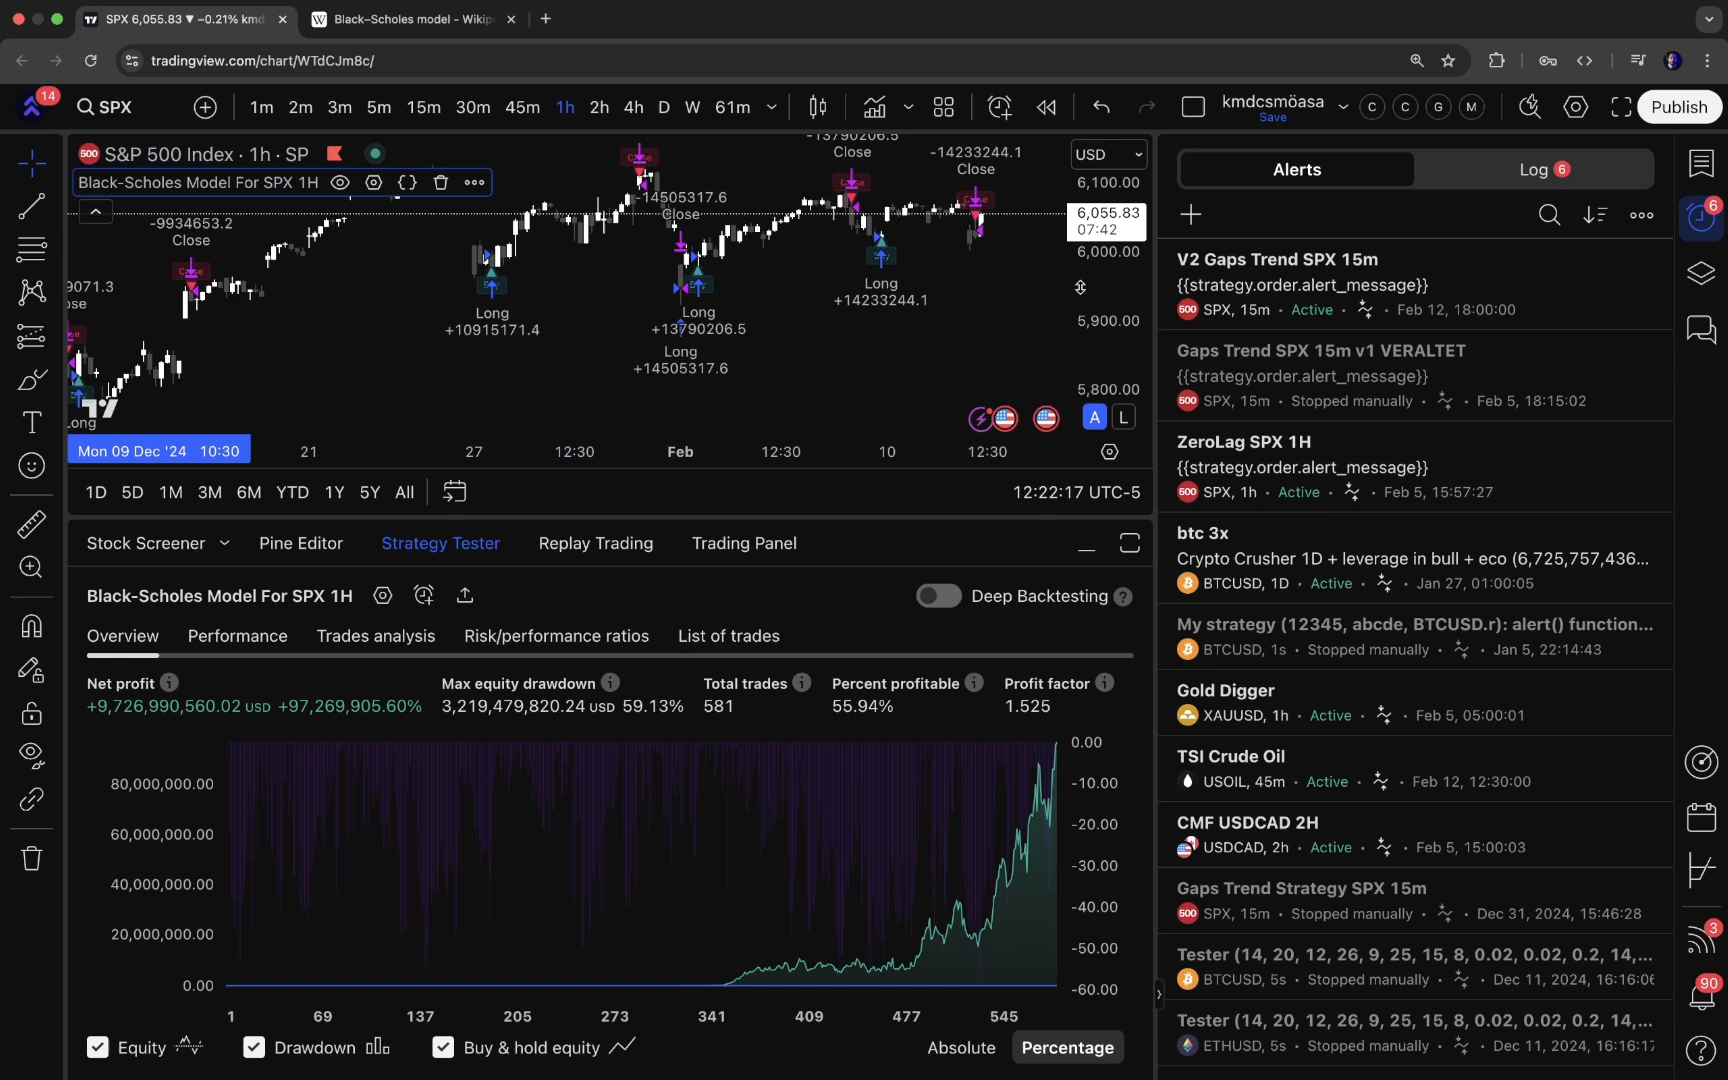 SPX 6,055.83 ▼ −0.21% kmd
Black–Scholes model - Wikip
tradingview.com/chart/WTdCJm8c/
14
SPX
1m 2m 3m 5m 15m 30m 45m 1h 2h 4h D W 61m
kmdcsmöasa
Save
C C G M
Publish
500 S&P 500 Index · 1h · SP
Black-Scholes Model For SPX 1H
USD
6,100.00
6,055.83
07:42
6,000.00
5,900.00
5,800.00
-13790206.5
Close
-14233244.1
Close
-14505317.6
Close
-9934653.2
Close
9071.3
Long
+10915171.4
Long
+13790206.5
Long
+14505317.6
Long
+14233244.1
A L
Mon 09 Dec '24 10:30
21 27 12:30 Feb 12:30 10 12:30
1D 5D 1M 3M 6M YTD 1Y 5Y All
12:22:17 UTC-5
Stock Screener Pine Editor Strategy Tester Replay Trading Trading Panel
Black-Scholes Model For SPX 1H
Deep Backtesting
Overview Performance Trades analysis Risk/performance ratios List of trades
Net profit Max equity drawdown Total trades Percent profitable Profit factor
+9,726,990,560.02 USD +97,269,905.60% 3,219,479,820.24 USD 59.13% 581 55.94% 1.525
80,000,000.00
60,000,000.00
40,000,000.00
20,000,000.00
0.00
0.00
-10.00
-20.00
-30.00
-40.00
-50.00
-60.00
1 69 137 205 273 341 409 477 545
Equity Drawdown Buy & hold equity
Absolute Percentage
Alerts Log 6
V2 Gaps Trend SPX 15m
{{strategy.order.alert_message}}
500 SPX, 15m · Active · · Feb 12, 18:00:00
Gaps Trend SPX 15m v1 VERALTET
{{strategy.order.alert_message}}
500 SPX, 15m · Stopped manually · · Feb 5, 18:15:02
ZeroLag SPX 1H
{{strategy.order.alert_message}}
500 SPX, 1h · Active · · Feb 5, 15:57:27
btc 3x
Crypto Crusher 1D + leverage in bull + eco (6,725,757,436...
BTCUSD, 1D · Active · · Jan 27, 01:00:05
My strategy (12345, abcde, BTCUSD.r): alert() function...
BTCUSD, 1s · Stopped manually · · Jan 5, 22:14:43
Gold Digger
XAUUSD, 1h · Active · · Feb 5, 05:00:01
TSI Crude Oil
USOIL, 45m · Active · · Feb 12, 12:30:00
CMF USDCAD 2H
USDCAD, 2h · Active · · Feb 5, 15:00:03
Gaps Trend Strategy SPX 15m
500 SPX, 15m · Stopped manually · · Dec 31, 2024, 15:46:28
Tester (14, 20, 12, 26, 9, 25, 15, 8, 0.02, 0.02, 0.2, 14,...
BTCUSD, 5s · Stopped manually · · Dec 11, 2024, 16:16:06
Tester (14, 20, 12, 26, 9, 25, 15, 8, 0.02, 0.02, 0.2, 14,...
ETHUSD, 5s · Stopped manually · · Dec 11, 2024, 16:16:17
6
3
90